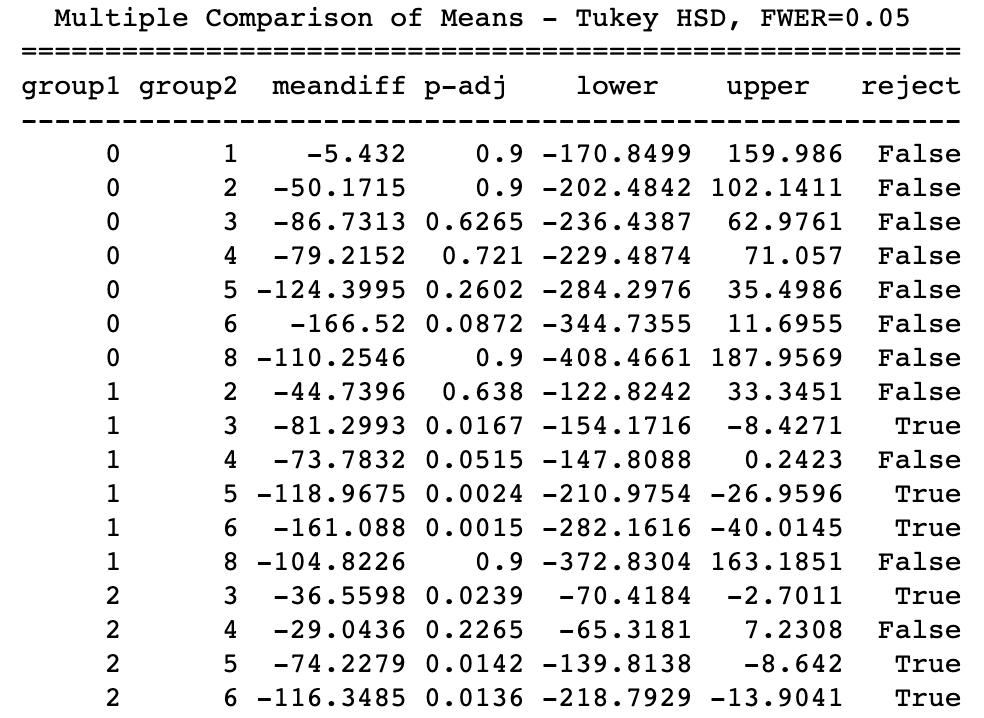 Multiple Comparison of Means - Tukey HSD, FWER=0.05
========================================================
group1 group2 meandiff p-adj lower upper reject
--------------------------------------------------------
0 1 -5.432 0.9 -170.8499 159.986 False
0 2 -50.1715 0.9 -202.4842 102.1411 False
0 3 -86.7313 0.6265 -236.4387 62.9761 False
0 4 -79.2152 0.721 -229.4874 71.057 False
0 5 -124.3995 0.2602 -284.2976 35.4986 False
0 6 -166.52 0.0872 -344.7355 11.6955 False
0 8 -110.2546 0.9 -408.4661 187.9569 False
1 2 -44.7396 0.638 -122.8242 33.3451 False
1 3 -81.2993 0.0167 -154.1716 -8.4271 True
1 4 -73.7832 0.0515 -147.8088 0.2423 False
1 5 -118.9675 0.0024 -210.9754 -26.9596 True
1 6 -161.088 0.0015 -282.1616 -40.0145 True
1 8 -104.8226 0.9 -372.8304 163.1851 False
2 3 -36.5598 0.0239 -70.4184 -2.7011 True
2 4 -29.0436 0.2265 -65.3181 7.2308 False
2 5 -74.2279 0.0142 -139.8138 -8.642 True
2 6 -116.3485 0.0136 -218.7929 -13.9041 True